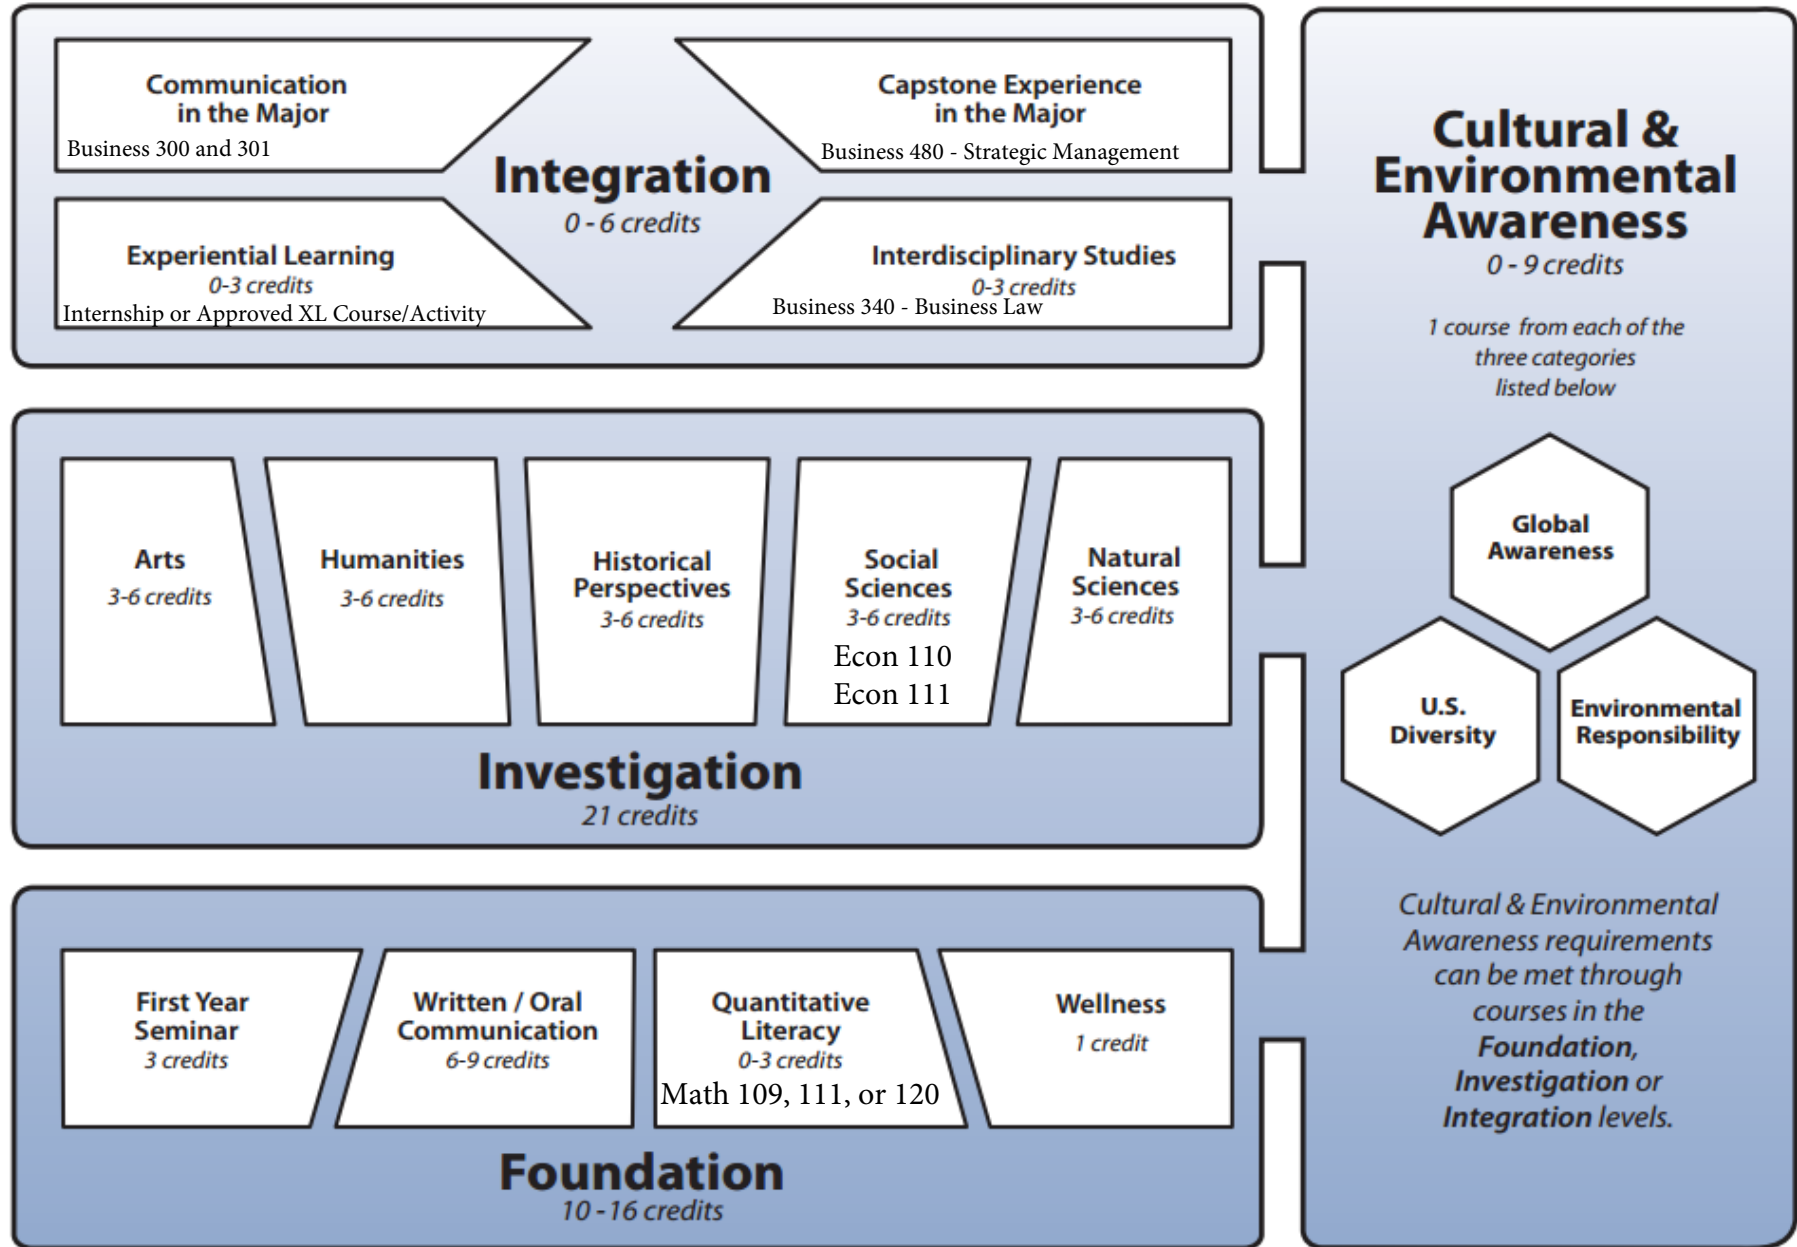 Communication
in the Major
Business 300 and 301
Capstone Experience
in the Major
Business 480 - Strategic Management
Integration
0 - 6 credits
Experiential Learning
0-3 credits
Internship or Approved XL Course/Activity
Interdisciplinary Studies
0-3 credits
Business 340 - Business Law
Arts
3-6 credits
Humanities
3-6 credits
Historical
Perspectives
3-6 credits
Social
Sciences
3-6 credits
Econ 110
Econ 111
Natural
Sciences
3-6 credits
Investigation
21 credits
First Year
Seminar
3 credits
Written / Oral
Communication
6-9 credits
Quantitative
Literacy
0-3 credits
Math 109, 111, or 120
Wellness
1 credit
Foundation
10 -16 credits
Cultural &
Environmental
Awareness
0 - 9 credits
1 course from each of the
three categories
listed below
Global
Awareness
U.S.
Diversity
Environmental
Responsibility
Cultural & Environmental
Awareness requirements
can be met through
courses in the
Foundation,
Investigation or
Integration levels.